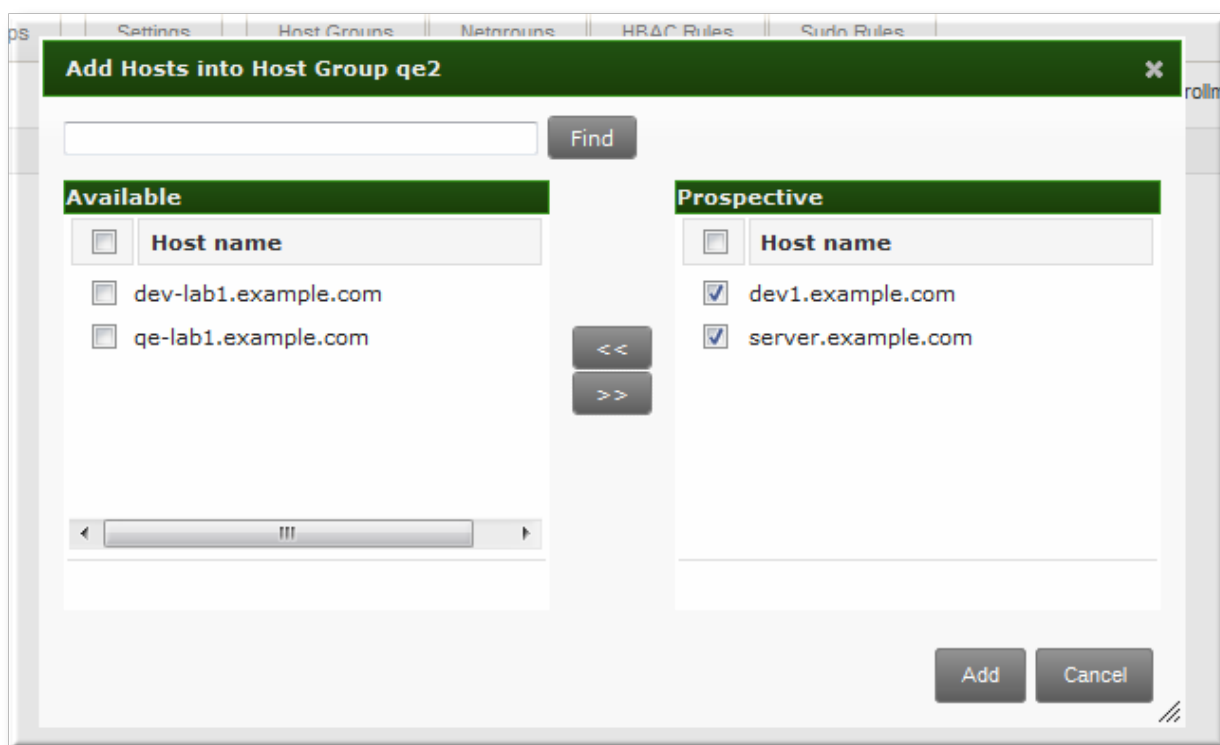 ps Settings Host Groups Netgroups HBAC Rules Sudo Rules
Add Hosts into Host Group qe2
Find
Available
Host name
dev-lab1.example.com
qe-lab1.example.com
<<
>>
Prospective
Host name
dev1.example.com
server.example.com
Add Cancel